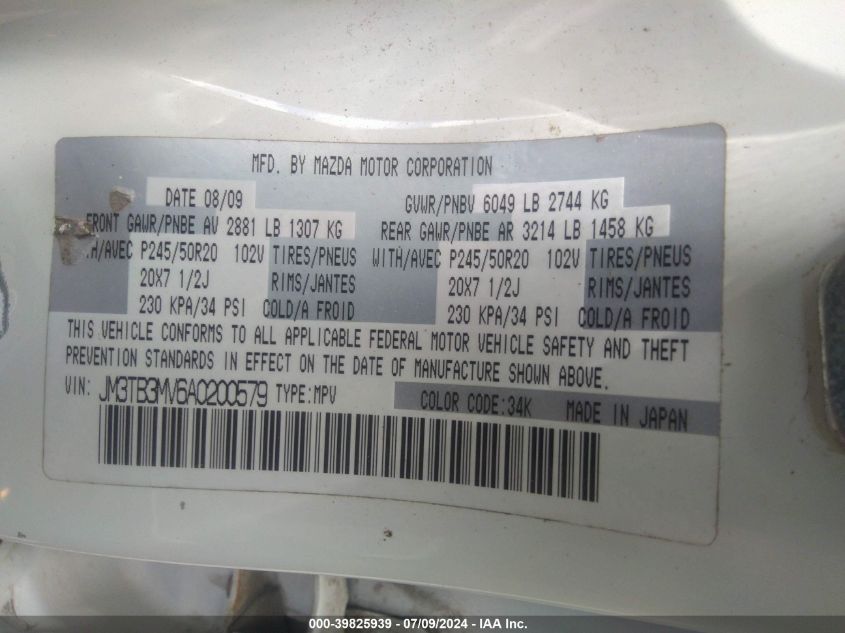 MFD. BY MAZDA MOTOR CORPORATION
DATE 08/09 GVWR/PNBV 6049 LB 2744 KG
FRONT GAWR/PNBE AV 2881 LB 1307 KG REAR GAWR/PNBE AR 3214 LB 1458 KG
.H/AVEC P245/50R20 102V TIRES/PNEUS WITH/AVEC P245/50R20 102V TIRES/PNEUS
20X7 1/2J RIMS/JANTES 20X7 1/2J RIMS/JANTES
230 KPA/34 PSI COLD/A FROID 230 KPA/34 PSI COLD/A FROID
THIS VEHICLE CONFORMS TO ALL APPLICABLE FEDERAL MOTOR VEHICLE SAFETY AND THEFT
PREVENTION STANDARDS IN EFFECT ON THE DATE OF MANUFACTURE SHOWN ABOVE.
VIN: JM3TB3MV6A0200579 TYPE:MPV COLOR CODE:34K MADE IN JAPAN
000-39825939 - 07/09/2024 - IAA Inc.